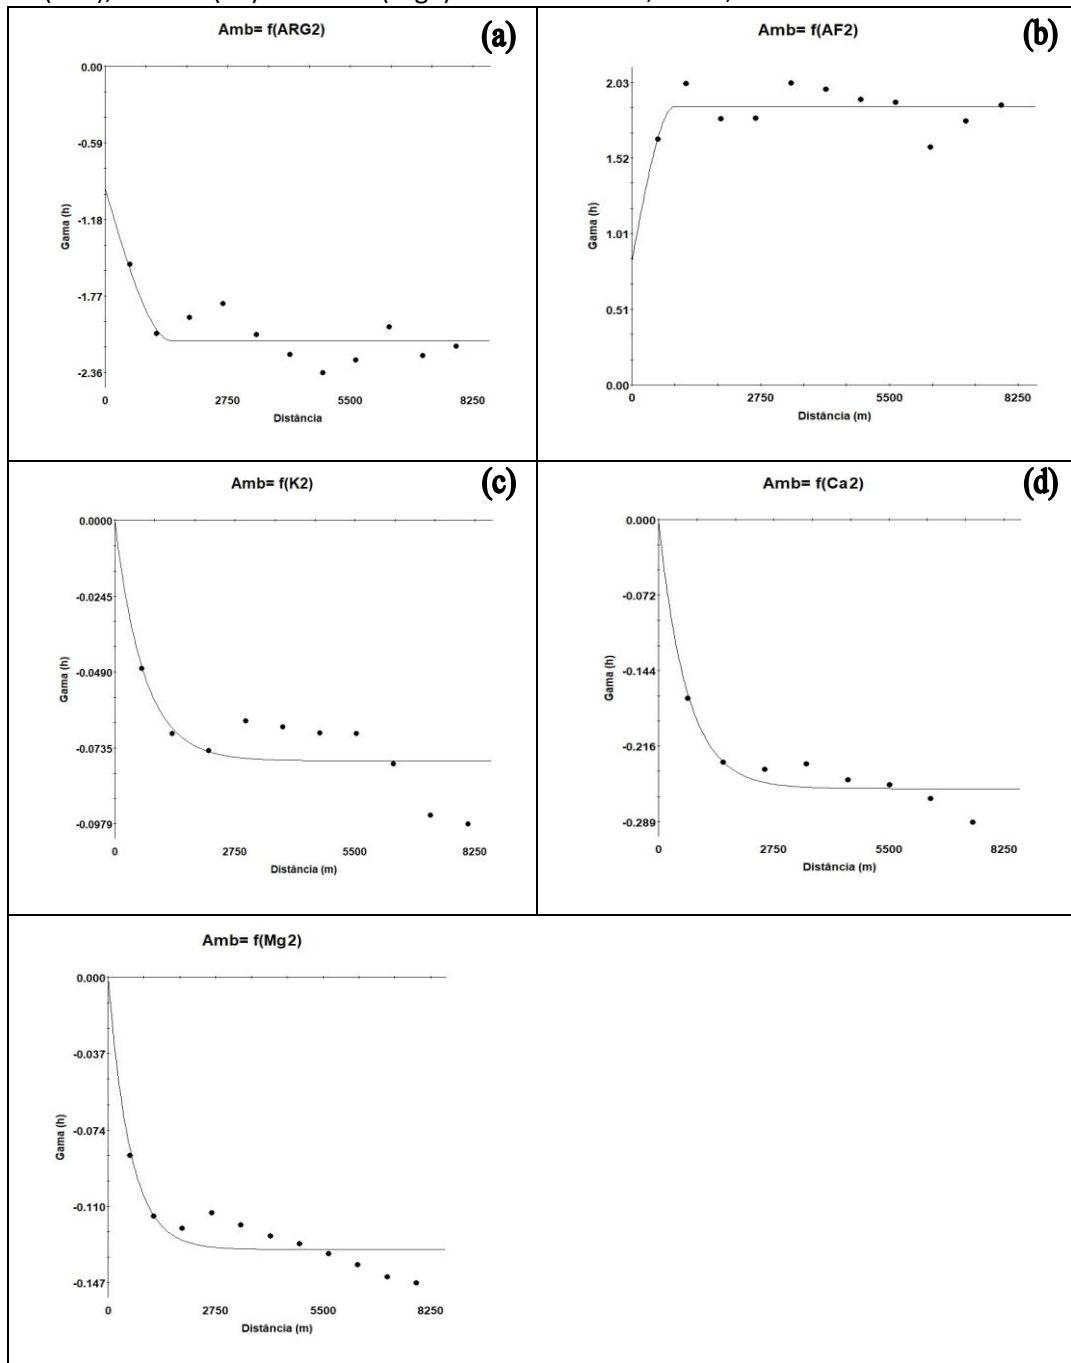 Amb= f(ARG2)
(a)
0.00
-0.59
-1.18
-1.77
-2.36
Gama (h)
0 2750 5500 8250
Distância
Amb= f(AF2)
(b)
2.03
1.52
1.01
0.51
0.00
Gama (h)
0 2750 5500 8250
Distância (m)
Amb= f(K2)
(c)
0.0000
-0.0245
-0.0490
-0.0735
-0.0979
Gama (h)
0 2750 5500 8250
Distância (m)
Amb= f(Ca2)
(d)
0.000
-0.072
-0.144
-0.216
-0.289
Gama (h)
0 2750 5500 8250
Distância (m)
Amb= f(Mg2)
0.000
-0.037
-0.074
-0.110
-0.147
Gama (h)
0 2750 5500 8250
Distância (m)